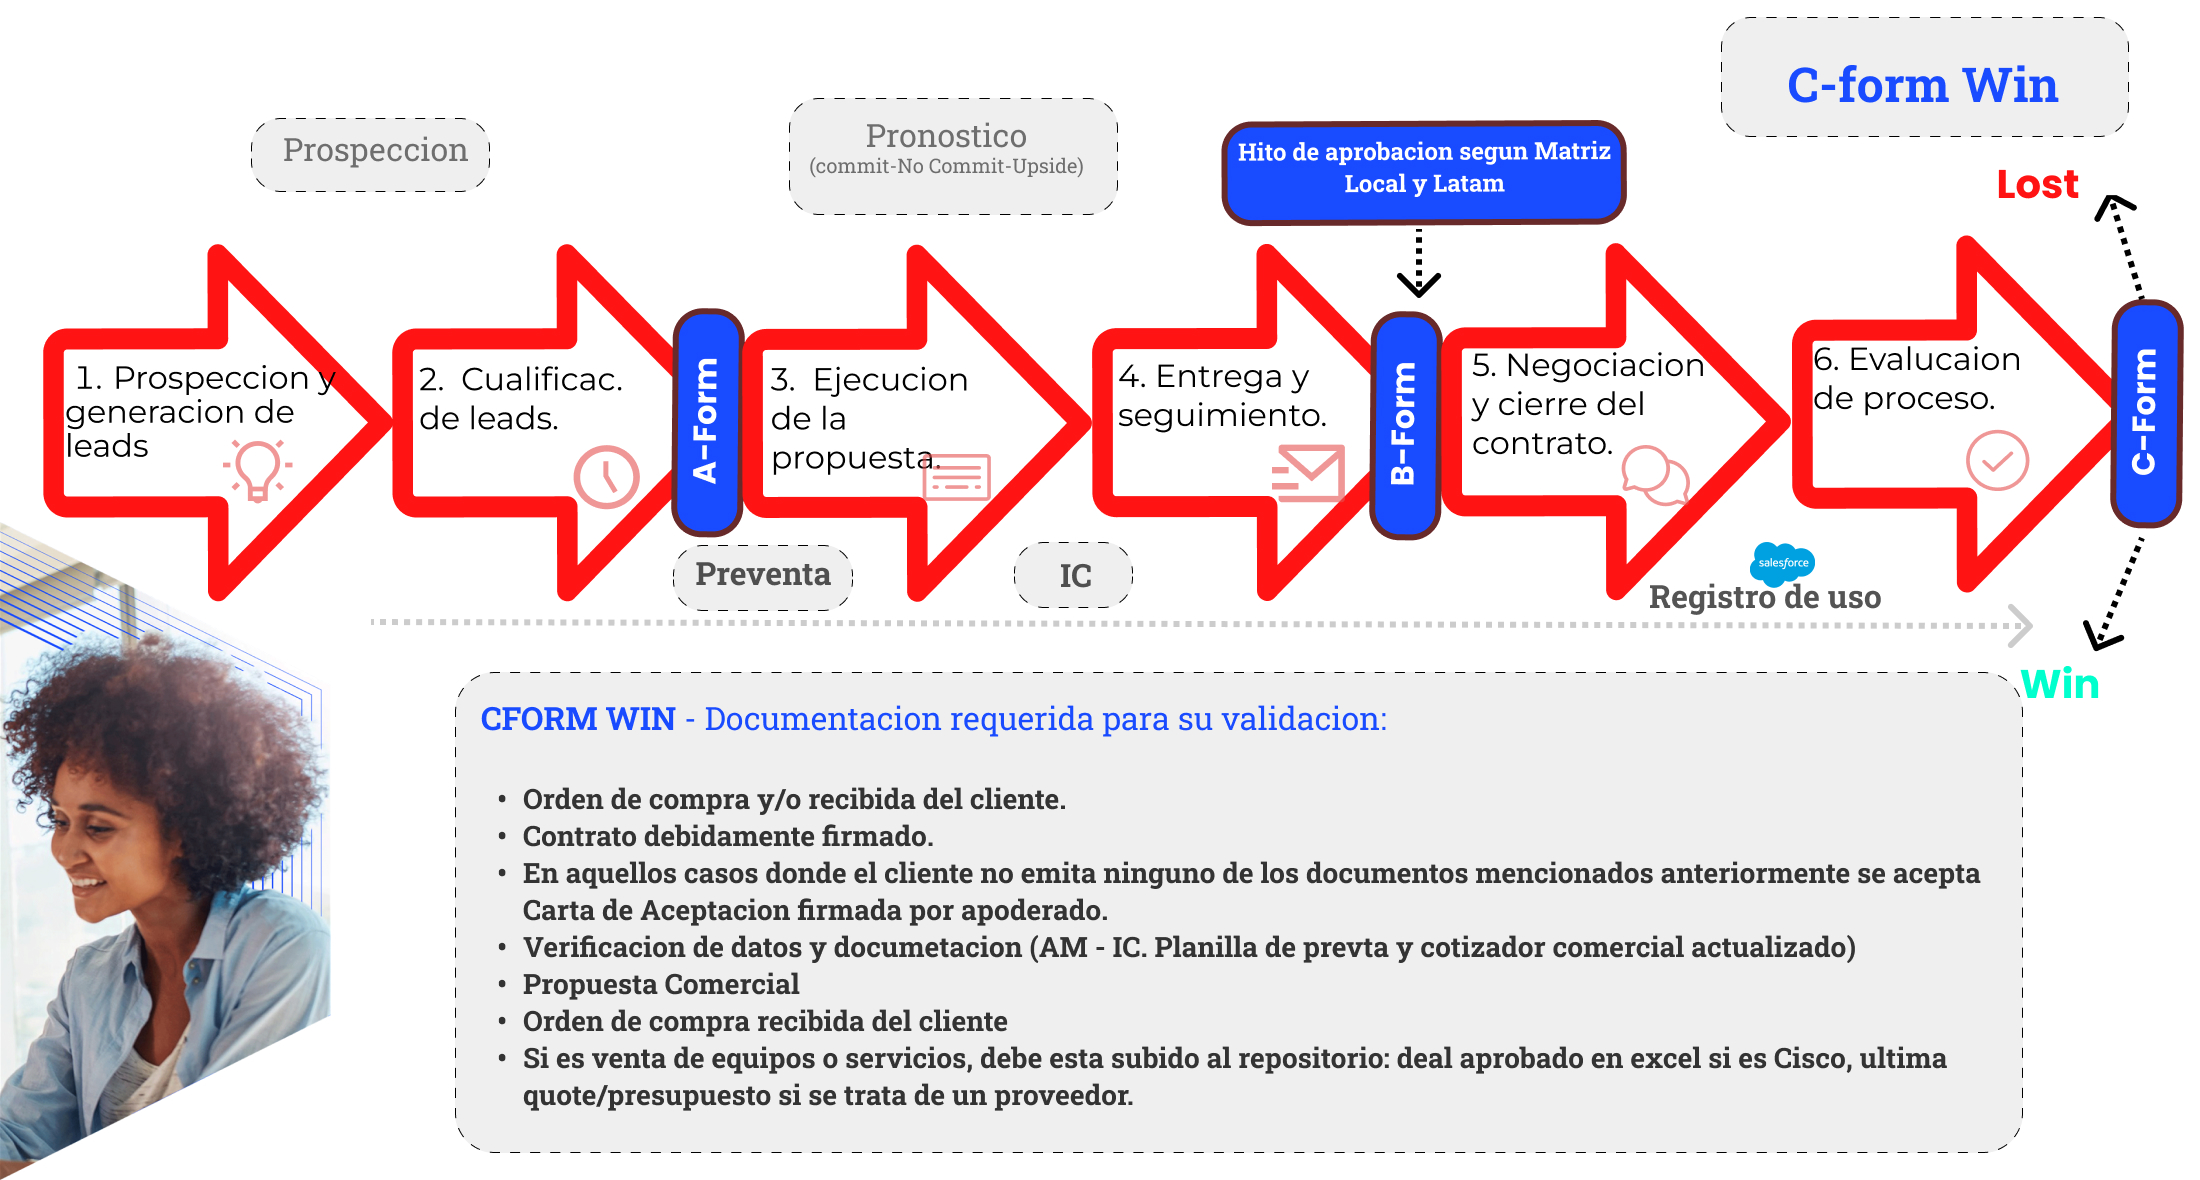 C-form Win
Prospeccion
Pronostico
(commit-No Commit-Upside)
Hito de aprobacion segun Matriz
Local y Latam
Lost
1. Prospeccion y
generacion de
leads
2. Cualificac.
de leads.
A-Form
3. Ejecucion
de la
propuesta.
4. Entrega y
seguimiento.
B-Form
5. Negociacion
y cierre del
contrato.
6. Evalucaion
de proceso.
C-Form
Preventa
IC
salesforce
Registro de uso
Win
CFORM WIN - Documentacion requerida para su validacion:
• Orden de compra y/o recibida del cliente.
• Contrato debidamente firmado.
• En aquellos casos donde el cliente no emita ninguno de los documentos mencionados anteriormente se acepta
Carta de Aceptacion firmada por apoderado.
• Verificacion de datos y documetacion (AM - IC. Planilla de prevta y cotizador comercial actualizado)
• Propuesta Comercial
• Orden de compra recibida del cliente
• Si es venta de equipos o servicios, debe esta subido al repositorio: deal aprobado en excel si es Cisco, ultima
quote/presupuesto si se trata de un proveedor.